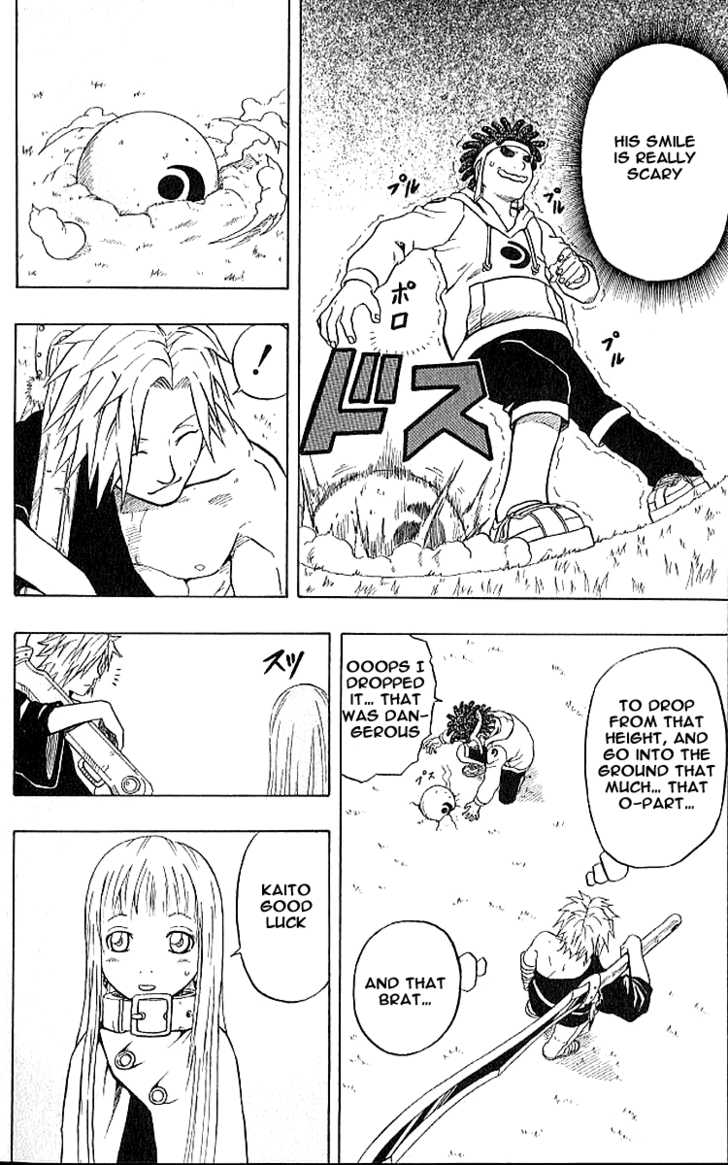 HIS SMILE
IS REALLY
SCARY
プル
プル
ポロ
プル
ドス
!
OOOPS I
DROPPED
IT... THAT
WAS DAN-
GEROUS
TO DROP
FROM THAT
HEIGHT, AND
GO INTO THE
GROUND THAT
MUCH... THAT
O-PART...
AND THAT
BRAT...
スッ
KAITO
GOOD
LUCK